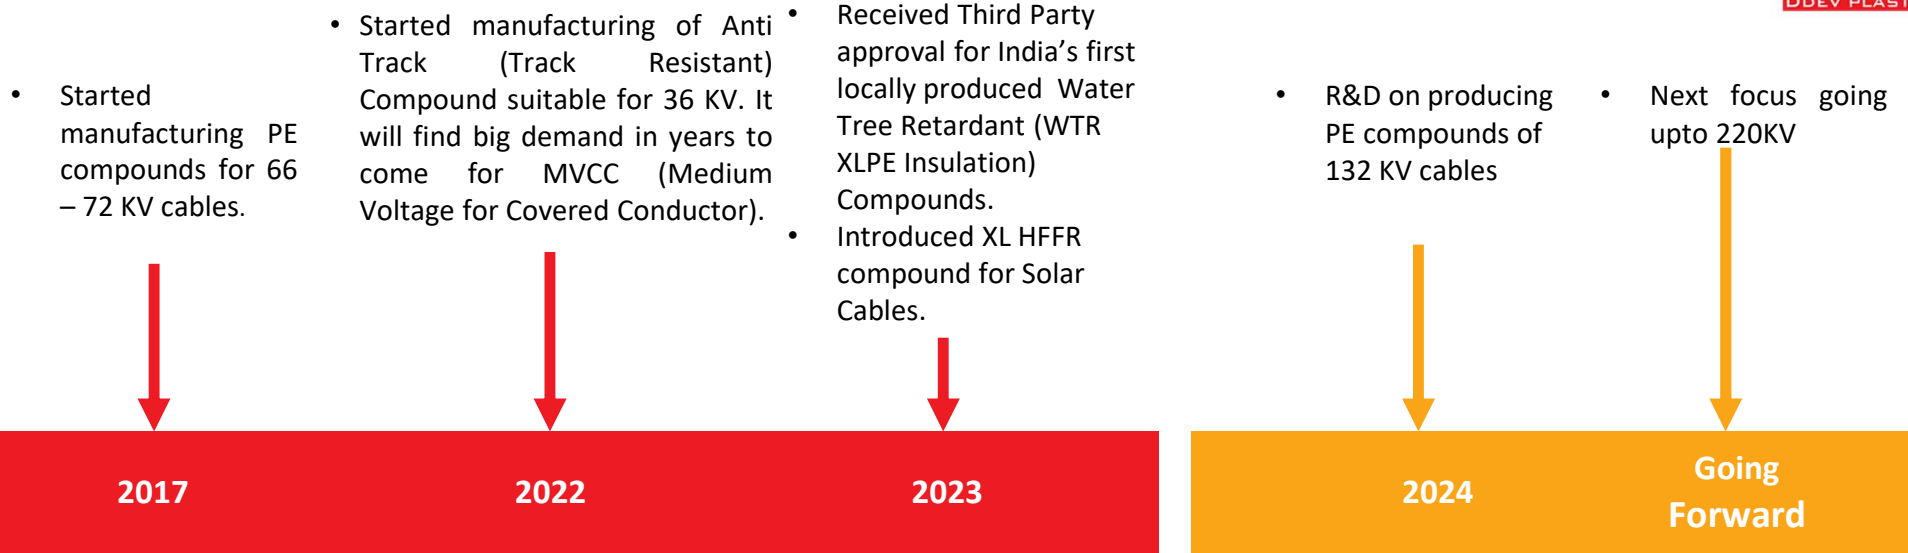 DDEV PLAST
• Started
manufacturing PE
compounds for 66
– 72 KV cables.
• Started manufacturing of Anti
Track (Track Resistant)
Compound suitable for 36 KV. It
will find big demand in years to
come for MVCC (Medium
Voltage for Covered Conductor).
• Received Third Party
approval for India’s first
locally produced Water
Tree Retardant (WTR
XLPE Insulation)
Compounds.
• Introduced XL HFFR
compound for Solar
Cables.
• R&D on producing
PE compounds of
132 KV cables
• Next focus going
upto 220KV
2017
2022
2023
2024
Going
Forward